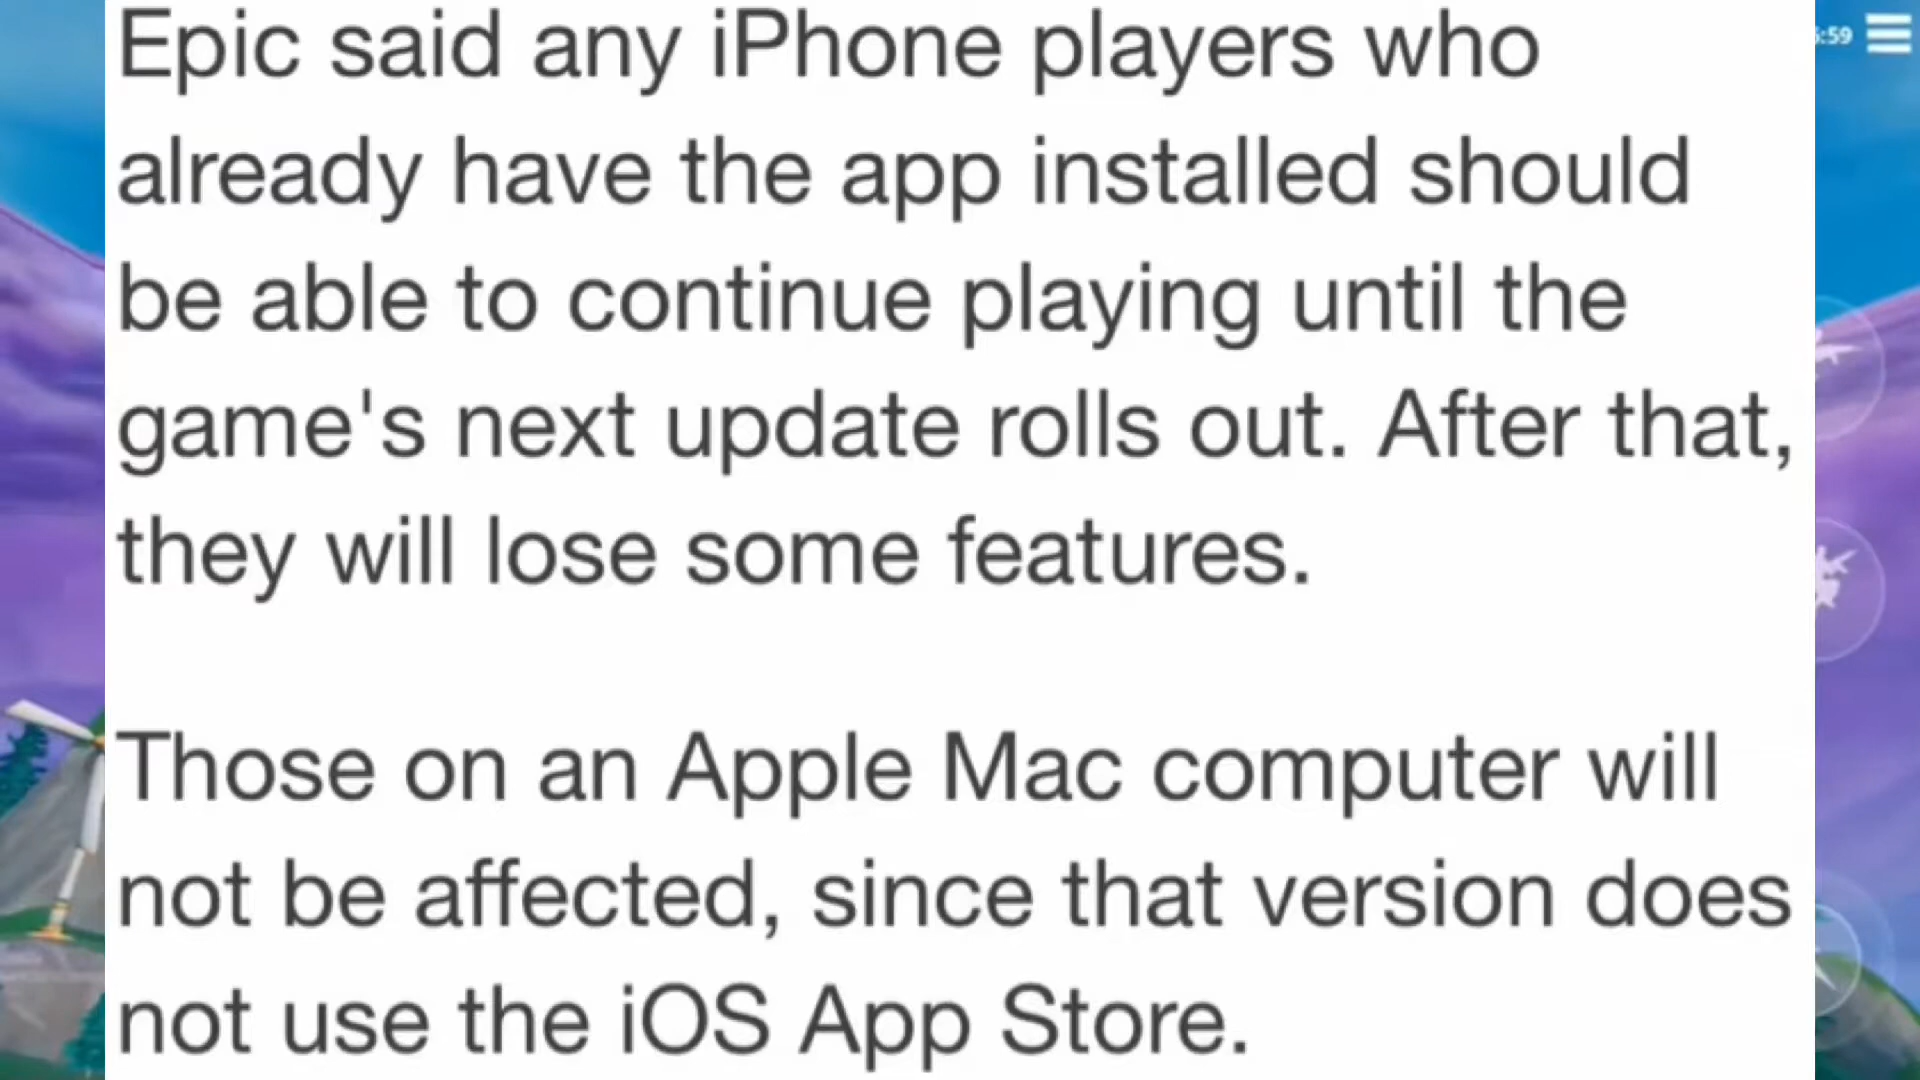 Epic said any iPhone players who
already have the app installed should
be able to continue playing until the
game's next update rolls out. After that,
they will lose some features.
Those on an Apple Mac computer will
not be affected, since that version does
not use the iOS App Store.
:59